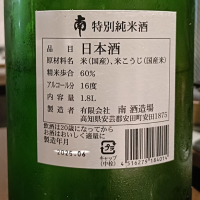 南 特別純米酒
品目 日本酒
原材料名 米(国産)、米こうじ(国産米)
精米歩合 60%
アルコール分 16度
内容量 1.8L
製造者 有限会社 南 酒造場
高知県安芸郡安田町安田1875
飲酒は20歳になってから
お酒はおいしく適量に
製造年月
2025.06
キャップ
(中栓)